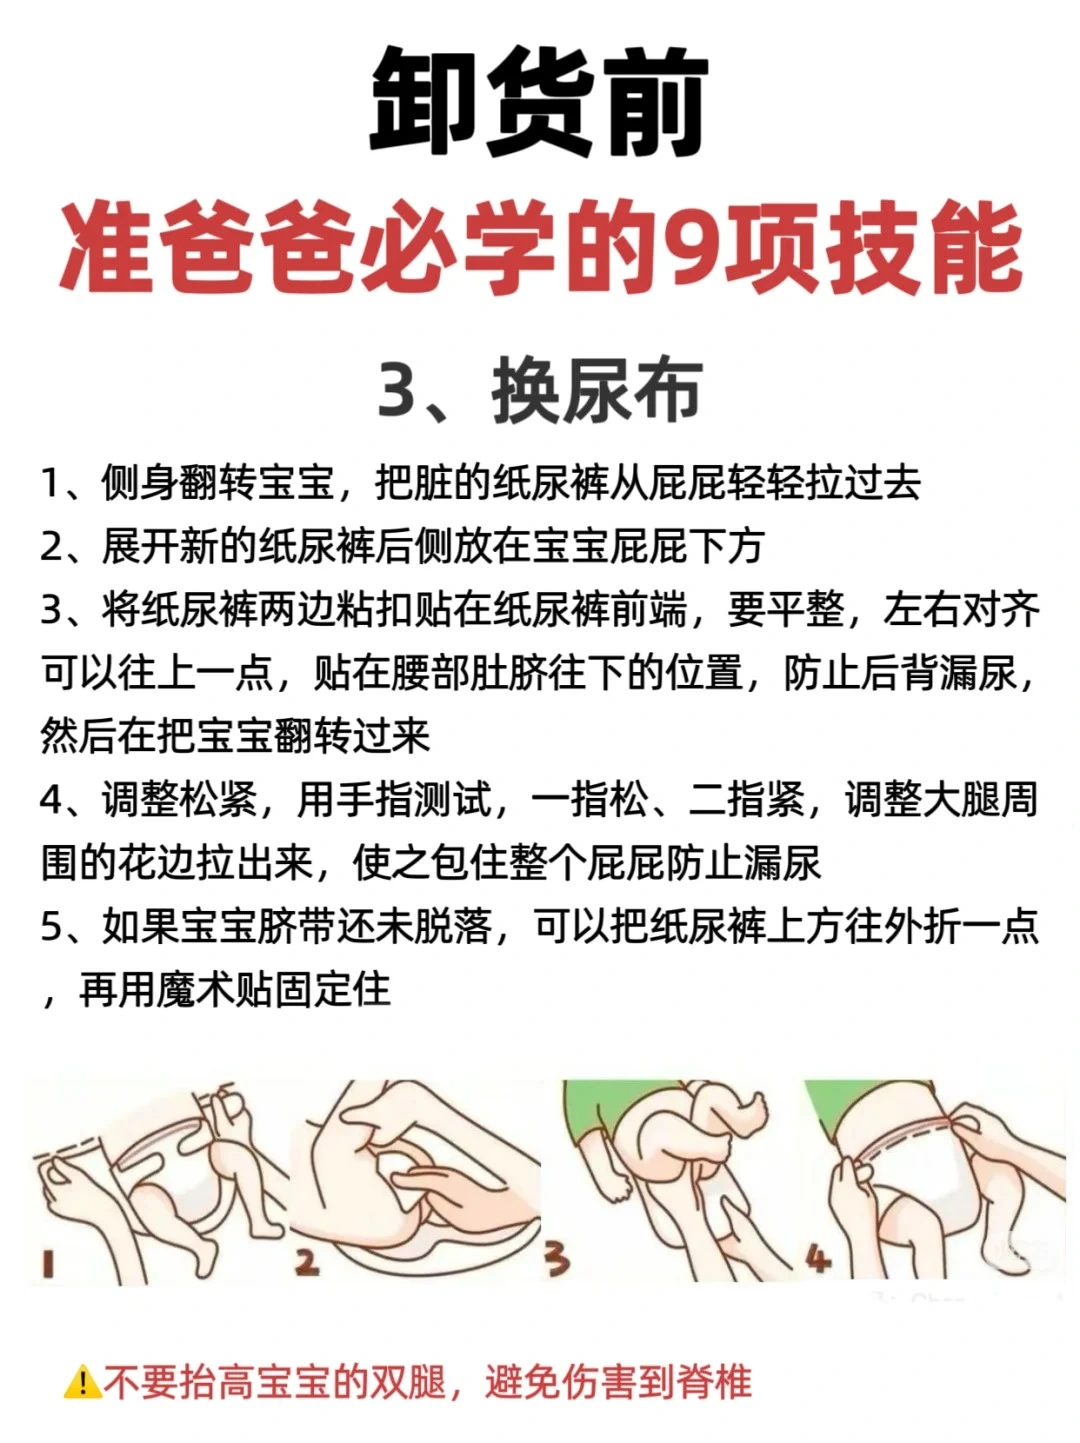 卸货前
准爸爸必学的9项技能
3、换尿布
1、侧身翻转宝宝，把脏的纸尿裤从屁屁轻轻拉过去
2、展开新的纸尿裤后侧放在宝宝屁屁下方
3、将纸尿裤两边粘扣贴在纸尿裤前端，要平整，左右对齐
可以往上一点，贴在腰部肚脐往下的位置，防止后背漏尿，
然后在把宝宝翻转过来
4、调整松紧，用手指测试，一指松、二指紧，调整大腿周
围的花边拉出来，使之包住整个屁屁防止漏尿
5、如果宝宝脐带还未脱落，可以把纸尿裤上方往外折一点
，再用魔术贴固定住
1
2
3
4
⚠️不要抬高宝宝的双腿，避免伤害到脊椎